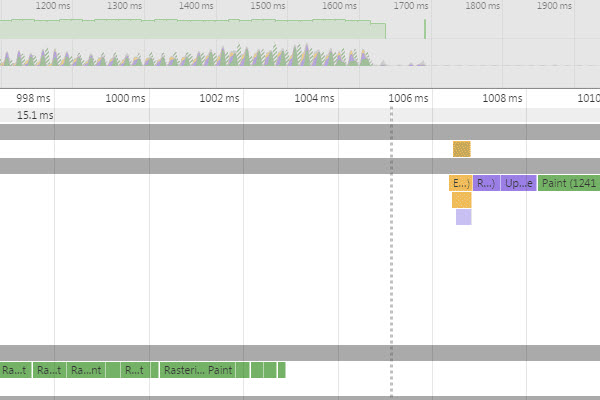 1200 ms 1300 ms 1400 ms 1500 ms 1600 ms 1700 ms 1800 ms 1900 ms
998 ms 1000 ms 1002 ms 1004 ms 1006 ms 1008 ms 1010
15.1 ms
E...) R...) Up...e Paint (1241
Ra...t Ra...t Ra...nt R...t Rasteri... Paint